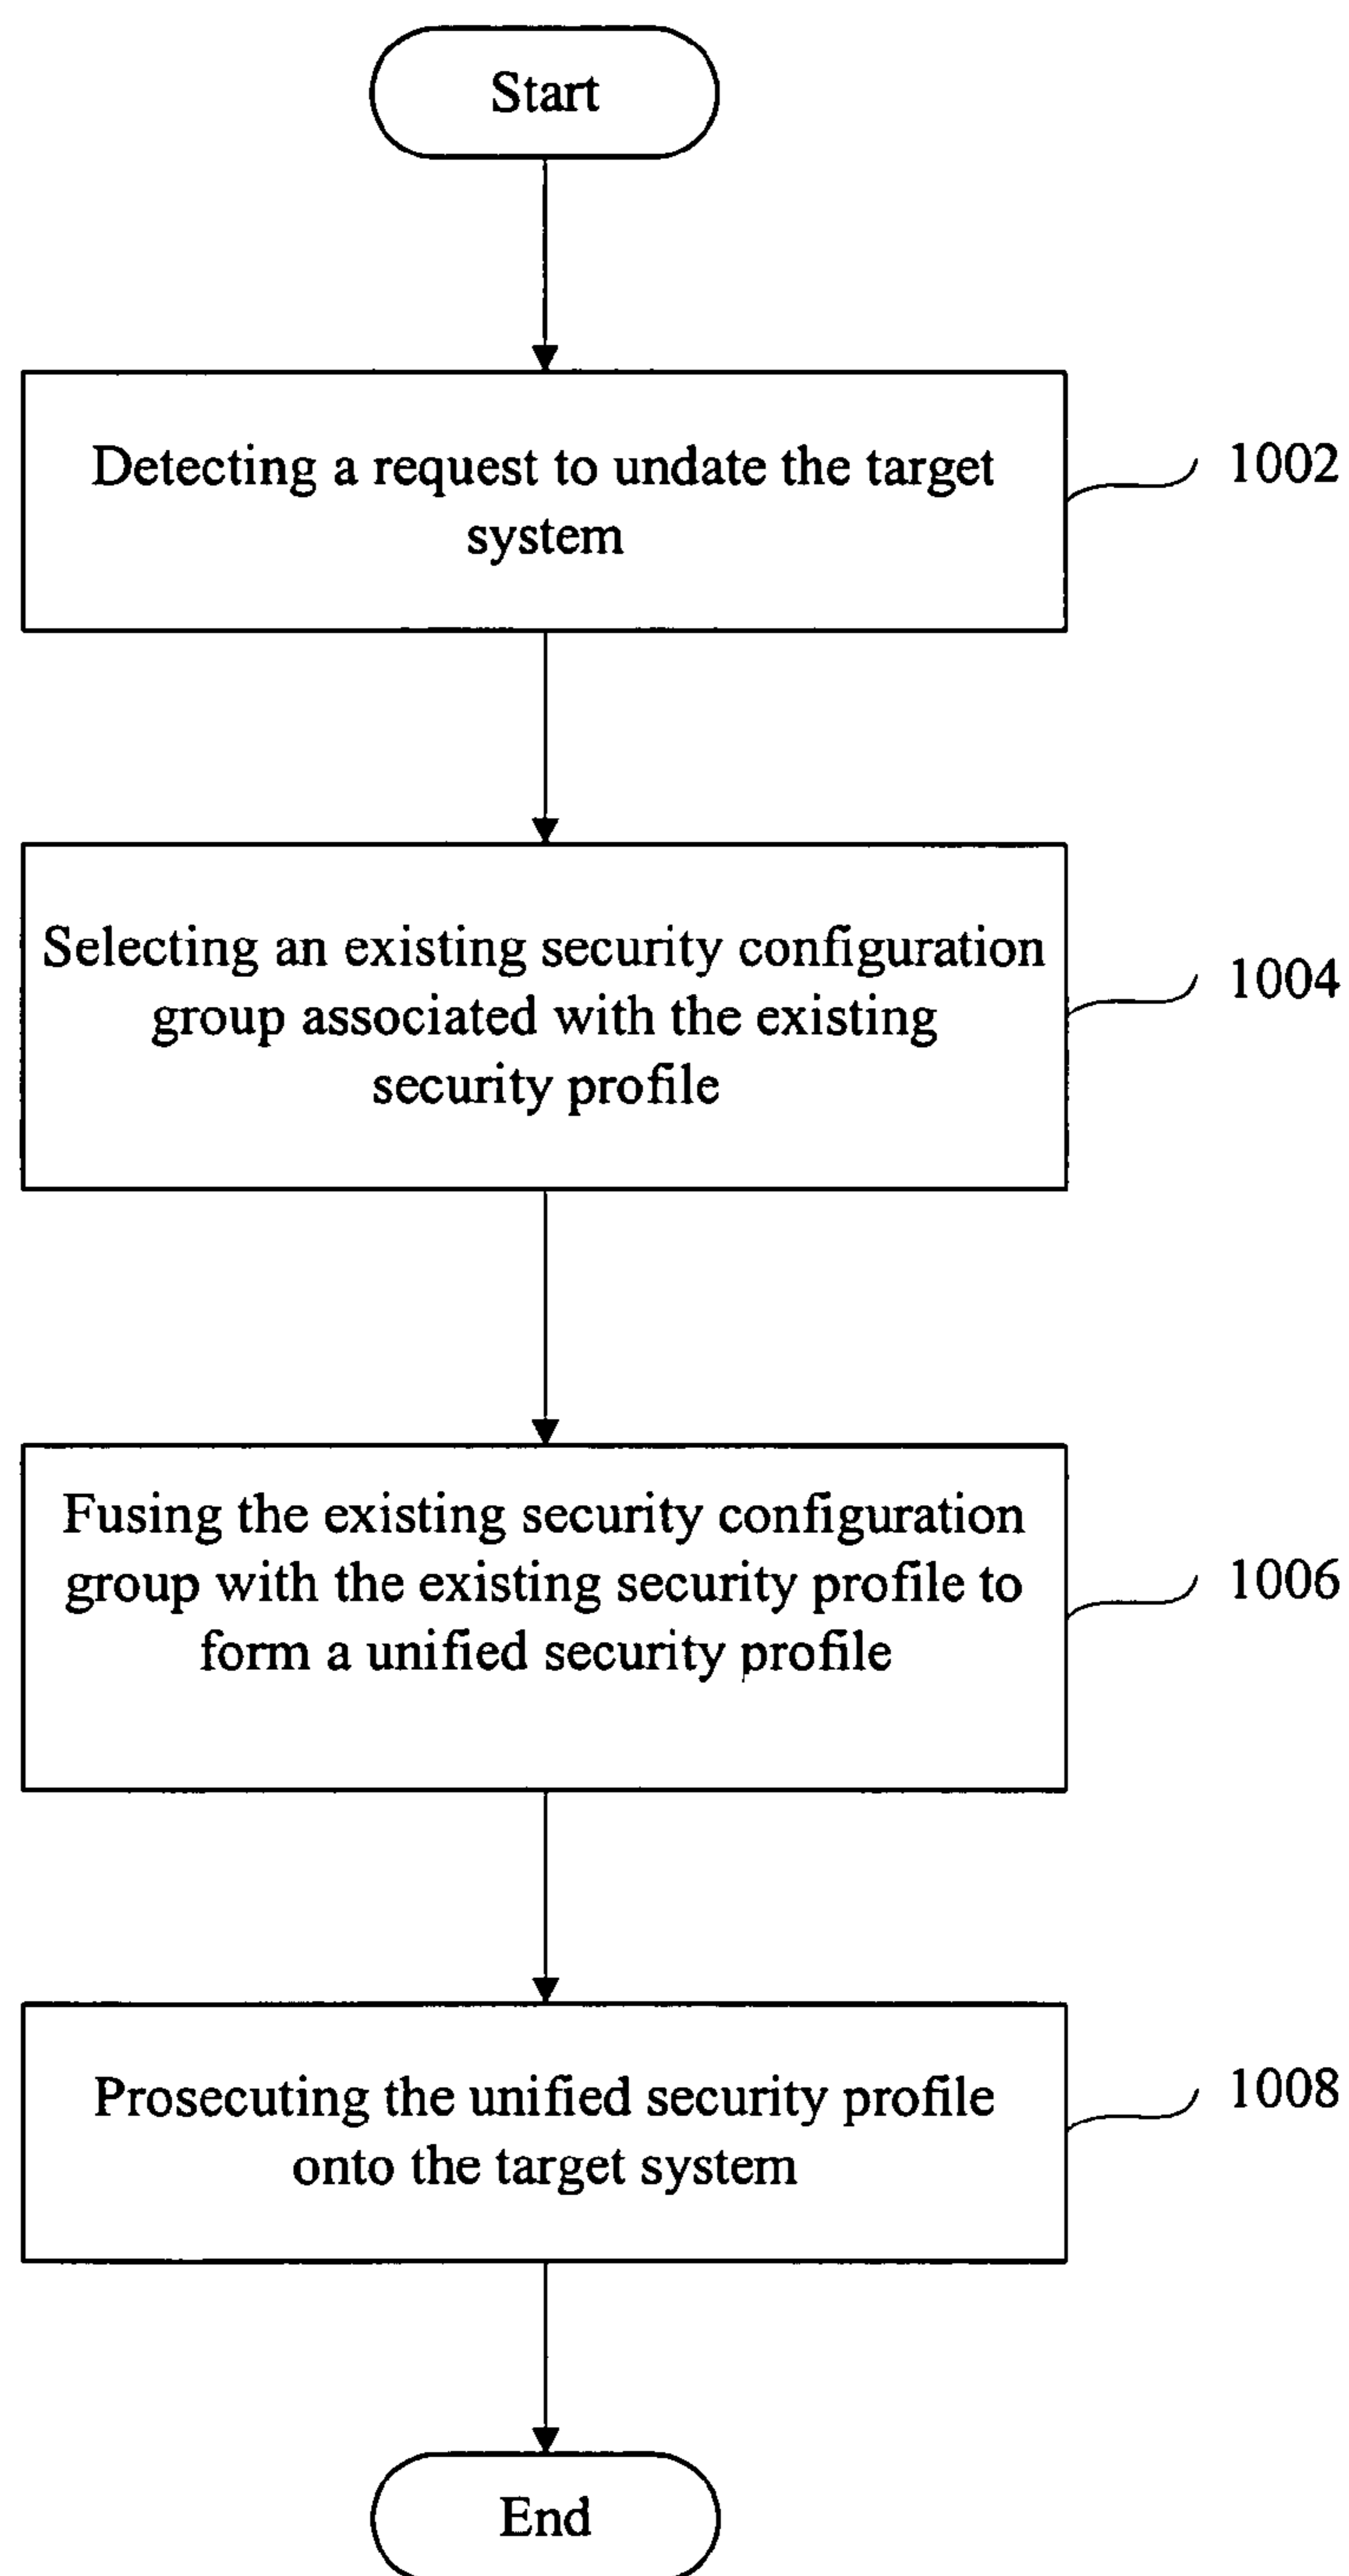 Start
Detecting a request to undate the target
system
1002
Selecting an existing security configuration
group associated with the existing
security profile
1004
Fusing the existing security configuration
group with the existing security profile to
form a unified security profile
1006
Prosecuting the unified security profile
onto the target system
1008
End